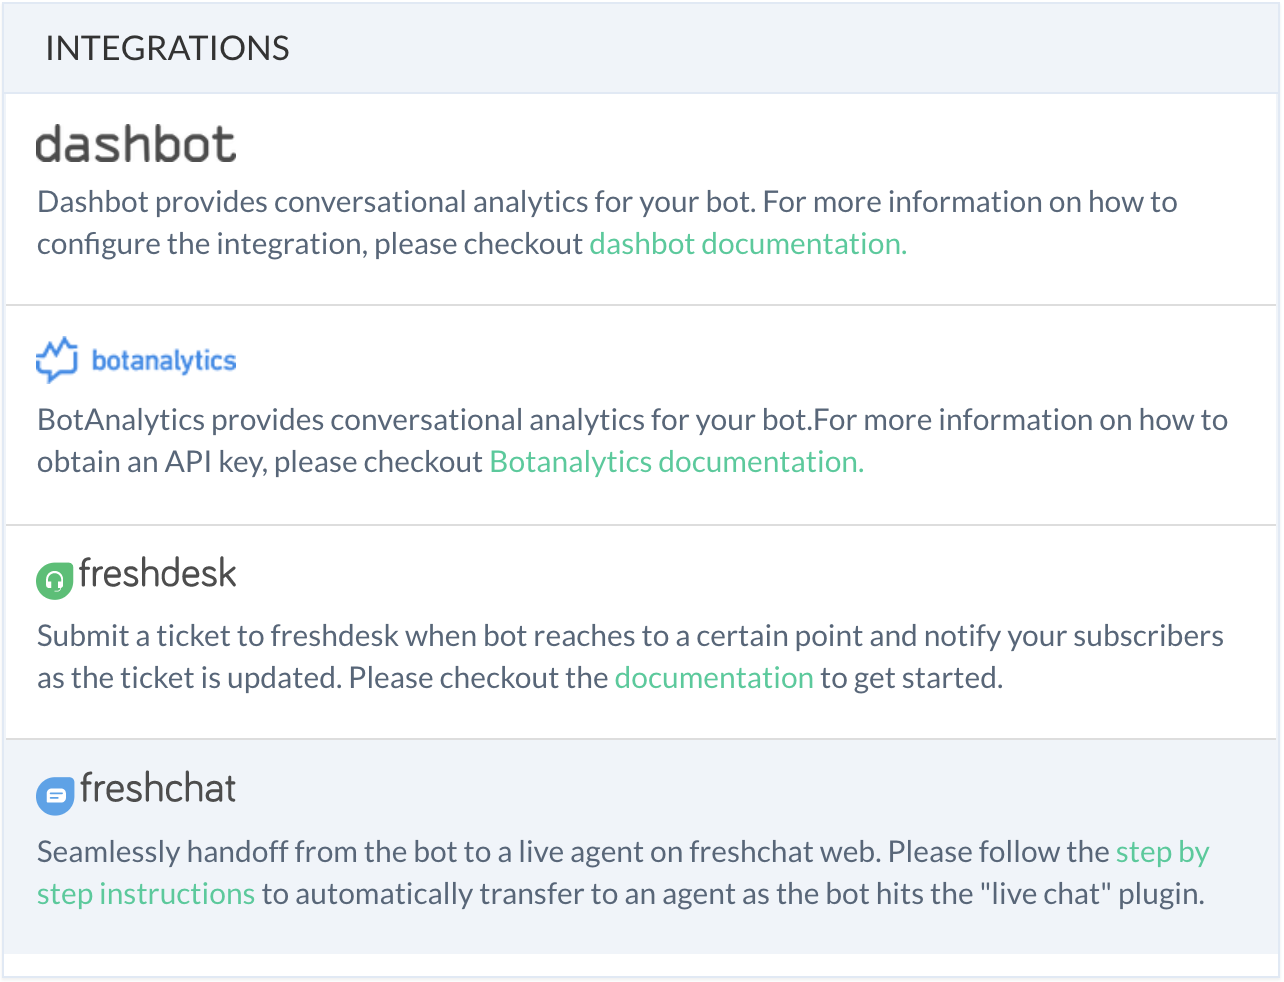 INTEGRATIONS
dashbot
Dashbot provides conversational analytics for your bot. For more information on how to
configure the integration, please checkout dashbot documentation.
botanalytics
BotAnalytics provides conversational analytics for your bot.For more information on how to
obtain an API key, please checkout Botanalytics documentation.
freshdesk
Submit a ticket to freshdesk when bot reaches to a certain point and notify your subscribers
as the ticket is updated. Please checkout the documentation to get started.
freshchat
Seamlessly handoff from the bot to a live agent on freshchat web. Please follow the step by
step instructions to automatically transfer to an agent as the bot hits the "live chat" plugin.